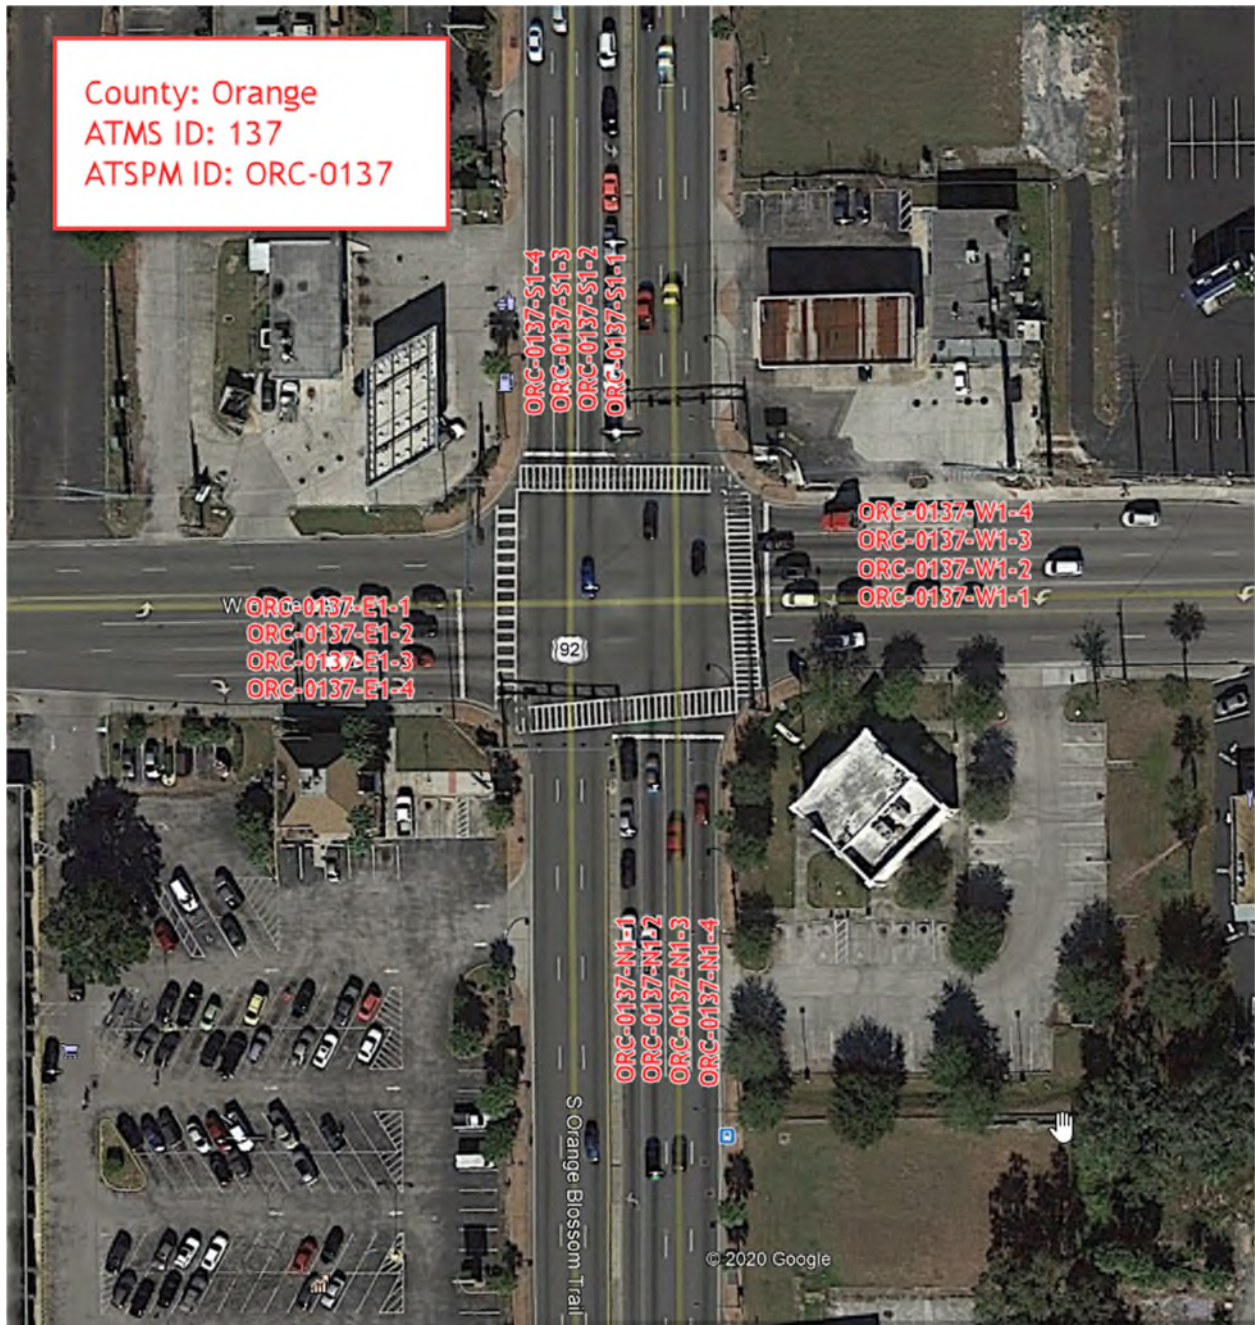 County: Orange
ATMS ID: 137
ATSPM ID: ORC-0137
ORC-0137-S1-4
ORC-0137-S1-3
ORC-0137-S1-2
ORC-0137-S1-1
ORC-0137-W1-4
ORC-0137-W1-3
ORC-0137-W1-2
ORC-0137-W1-1
ORC-0137-E1-1
ORC-0137-E1-2
ORC-0137-E1-3
ORC-0137-E1-4
92
ORC-0137-N1-1
ORC-0137-N1-2
ORC-0137-N1-3
ORC-0137-N1-4
S Orange Blossom Trail
© 2020 Google